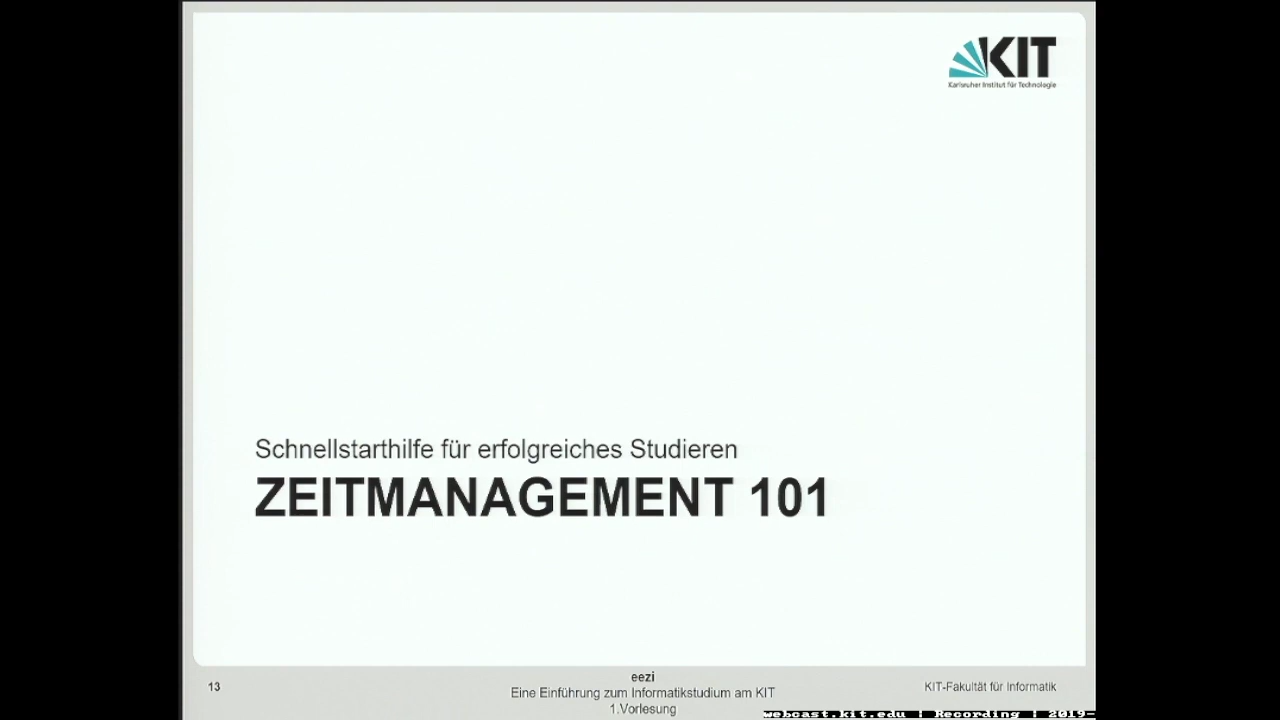 KIT
Karlsruher Institut für Technologie
Schnellstarthilfe für erfolgreiches Studieren
ZEITMANAGEMENT 101
13
eezi
Eine Einführung zum Informatikstudium am KIT
1.Vorlesung
KIT-Fakultät für Informatik
webcast.kit.edu | Recording | 2019-